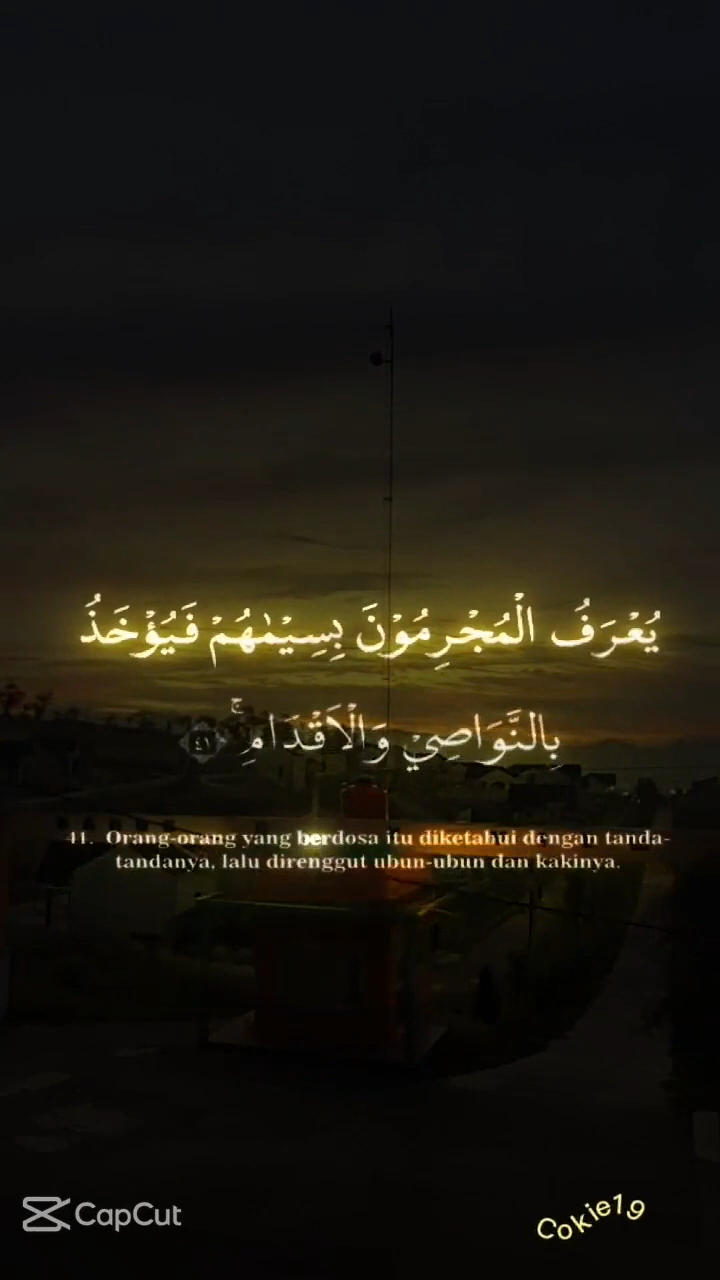 يُعْرَفُ الْمُجْرِمُوْنَ بِسِيْمٰهُمْ فَيُؤْخَذُ
بِالنَّوَاصِيْ وَالْاَقْدَامِۚ ٤١
41. Orang-orang yang berdosa itu diketahui dengan tanda-
tandanya, lalu direnggut ubun-ubun dan kakinya.
CapCut
Cokie19